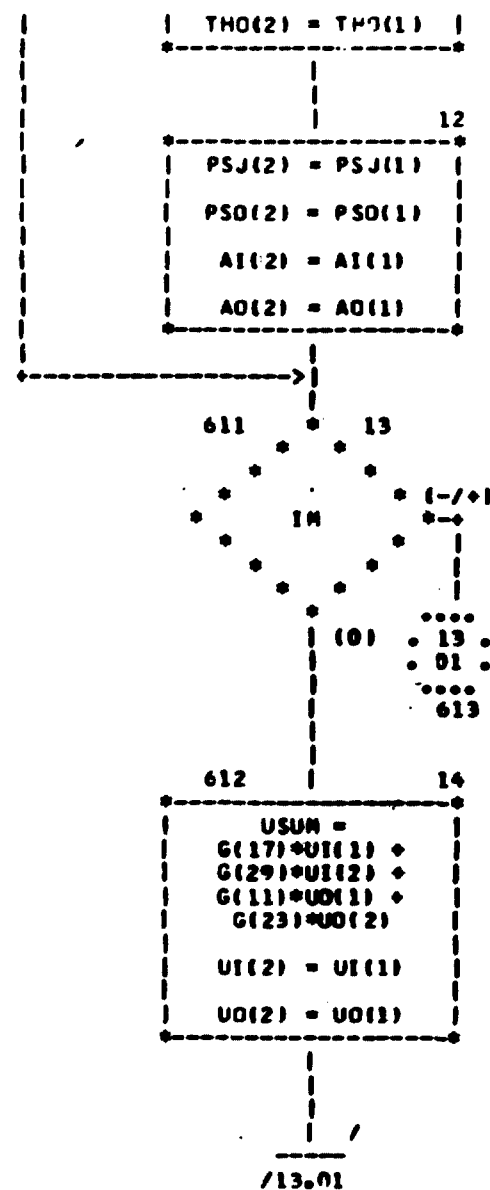 THO(2) = THO(1)
12
PSJ(2) = PSJ(1)
PSO(2) = PSO(1)
AI(2) = AI(1)
AO(2) = AO(1)
611 13
(-/+)
IM
(0)
13
01
613
612 14
USUM =
G(17)*UI(1) +
G(29)*UI(2) +
G(11)*UO(1) +
G(23)*UO(2)
UI(2) = UI(1)
UO(2) = UO(1)
/13.01